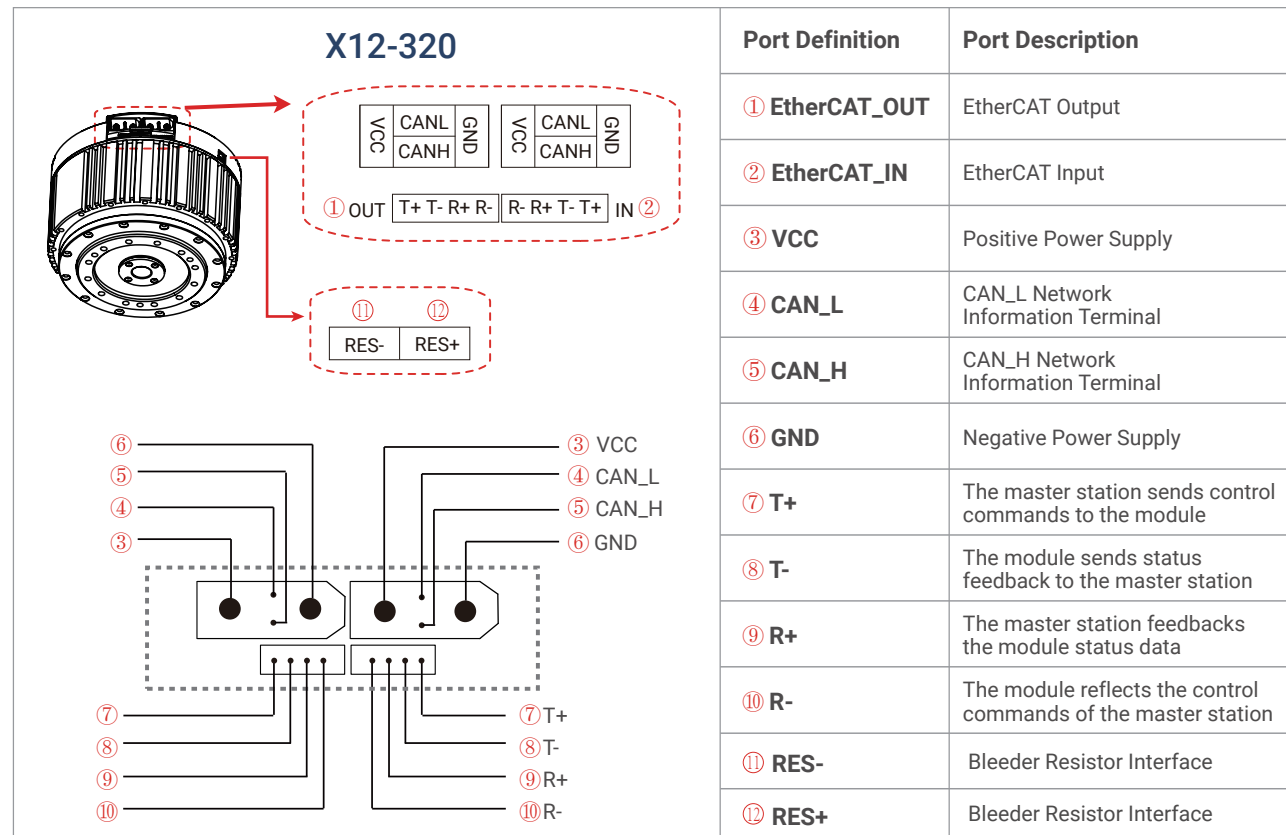 X12-320
VCC CANL CANH GND VCC CANL CANH GND
① OUT T+ T- R+ R- R- R+ T- T+ IN ②
⑪ ⑫
RES- RES+
⑥ ③ VCC
⑤ ④ CAN_L
④ ⑤ CAN_H
③ ⑥ GND
⑦ ⑦ T+
⑧ ⑧ T-
⑨ ⑨ R+
⑩ ⑩ R-
Port Definition Port Description
① EtherCAT_OUT EtherCAT Output
② EtherCAT_IN EtherCAT Input
③ VCC Positive Power Supply
④ CAN_L CAN_L Network
Information Terminal
⑤ CAN_H CAN_H Network
Information Terminal
⑥ GND Negative Power Supply
⑦ T+ The master station sends control
commands to the module
⑧ T- The module sends status
feedback to the master station
⑨ R+ The master station feedbacks
the module status data
⑩ R- The module reflects the control
commands of the master station
⑪ RES- Bleeder Resistor Interface
⑫ RES+ Bleeder Resistor Interface